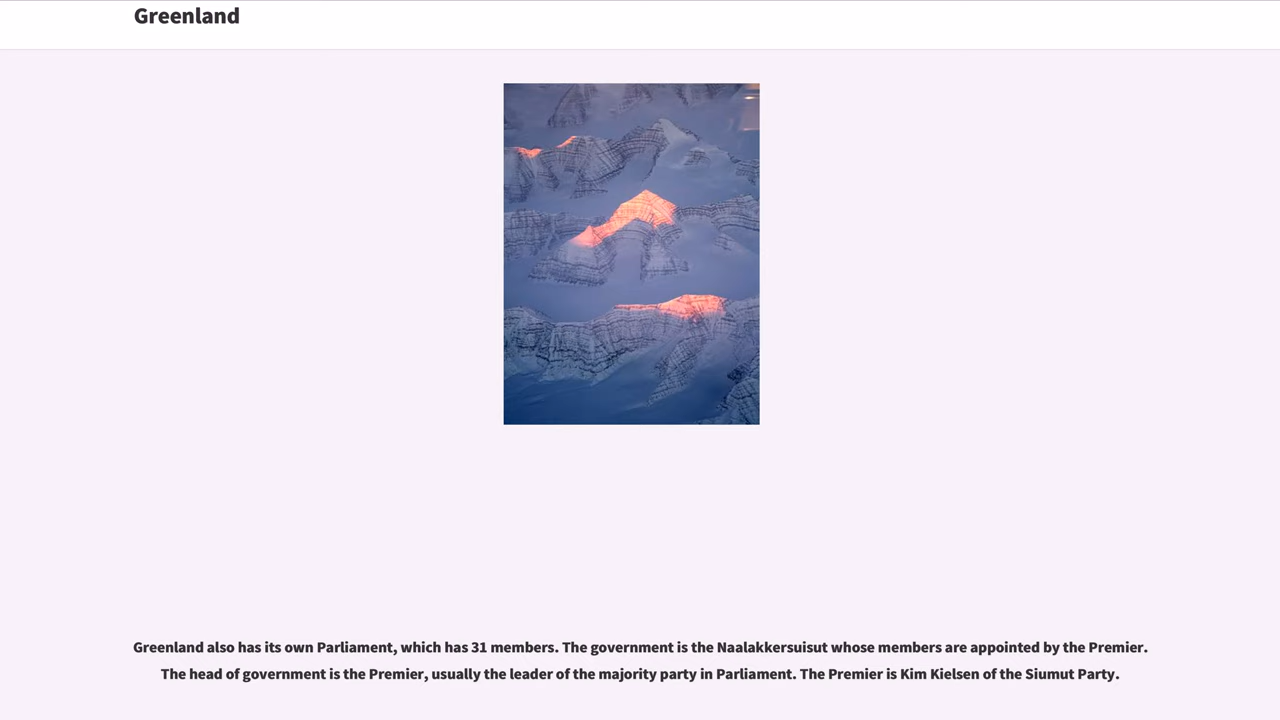 Greenland
Greenland also has its own Parliament, which has 31 members. The government is the Naalakkersuisut whose members are appointed by the Premier.
The head of government is the Premier, usually the leader of the majority party in Parliament. The Premier is Kim Kielsen of the Siumut Party.